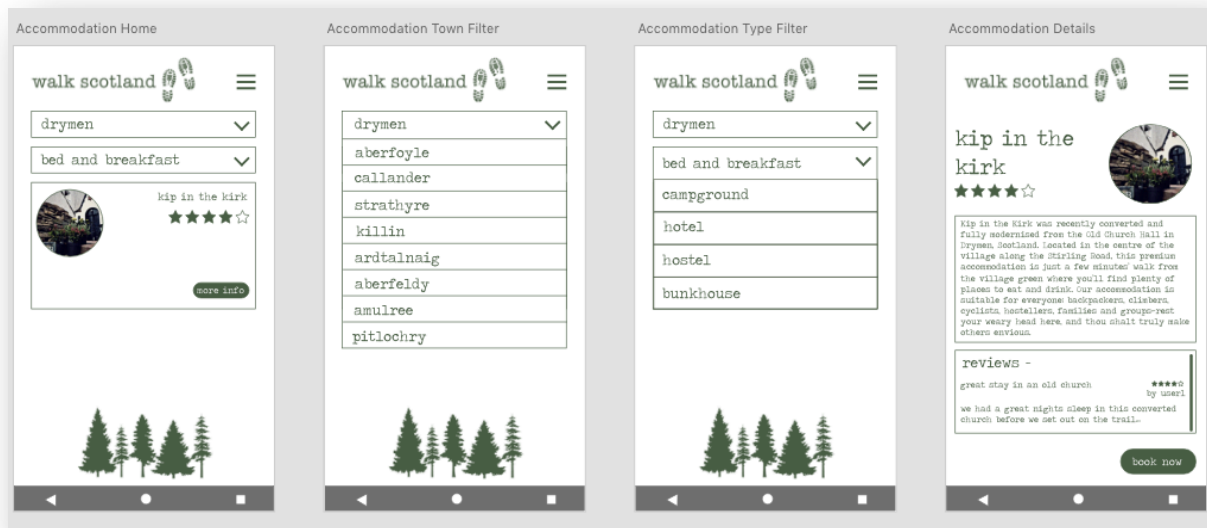 Accommodation Home
walk scotland
drymen
bed and breakfast
kip in the kirk
more info
Accommodation Town Filter
walk scotland
drymen
aberfoyle
callander
strathyre
killin
ardtalnaig
aberfeldy
amulree
pitlochry
Accommodation Type Filter
walk scotland
drymen
bed and breakfast
campground
hotel
hostel
bunkhouse
Accommodation Details
walk scotland
kip in the
kirk
Kip in the Kirk was recently converted and
fully modernised from the Old Church Hall in
Drymen, Scotland. Located in the centre of the
village along the Stirling Road, this premium
accommodation is just a few minutes' walk from
the village green where you'll find plenty of
places to eat and drink. Our accommodation is
suitable for everyone: backpackers, climbers,
cyclists, hostellers, families and groups-rest
your weary head here, and thou shalt truly make
others envious.
reviews -
great stay in an old church
by user1
we had a great nights sleep in this converted
church before we set out on the trail...
book now